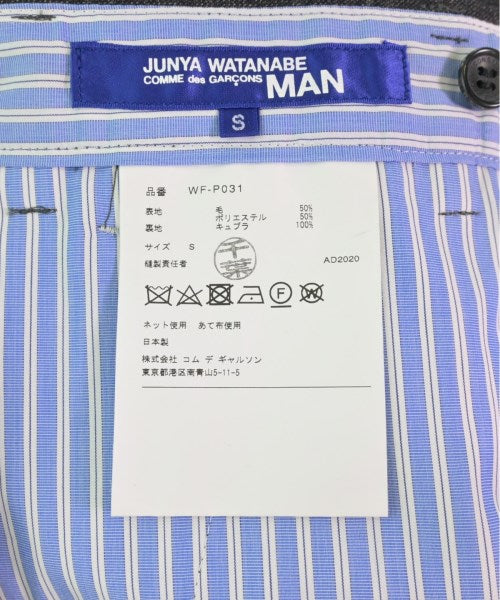 JUNYA WATANABE
COMME des GARÇONS MAN
S
品番 WF-P031
表地 毛 50%
ポリエステル 50%
裏地 キュプラ 100%
サイズ S
縫製責任者 千葉 AD2020
F W
ネット使用 あて布使用
日本製
株式会社 コム デ ギャルソン
東京都港区南青山5-11-5